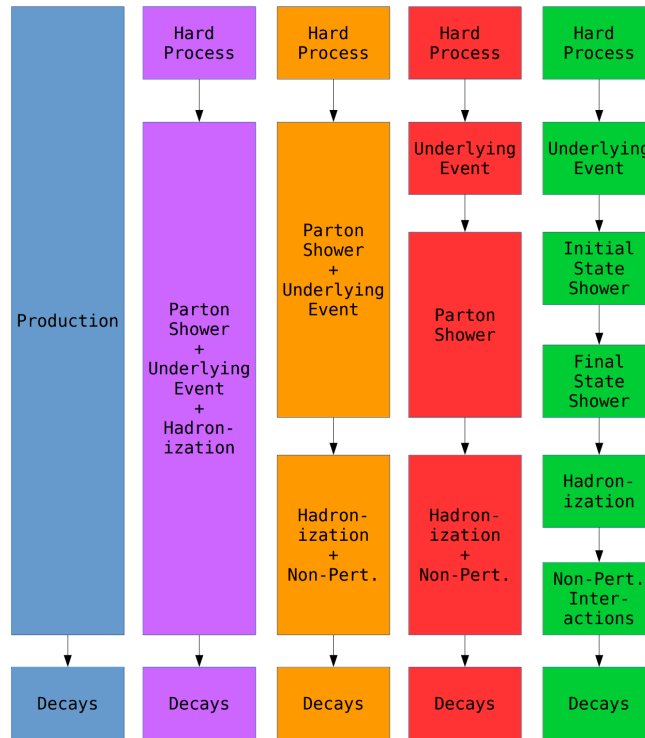 Production
Decays
Hard
Process
Parton
Shower
+
Underlying
Event
+
Hadron-
ization
Decays
Hard
Process
Parton
Shower
+
Underlying
Event
Hadron-
ization
+
Non-Pert.
Decays
Hard
Process
Underlying
Event
Parton
Shower
Hadron-
ization
+
Non-Pert.
Decays
Hard
Process
Underlying
Event
Initial
State
Shower
Final
State
Shower
Hadron-
ization
Non-Pert.
Inter-
actions
Decays